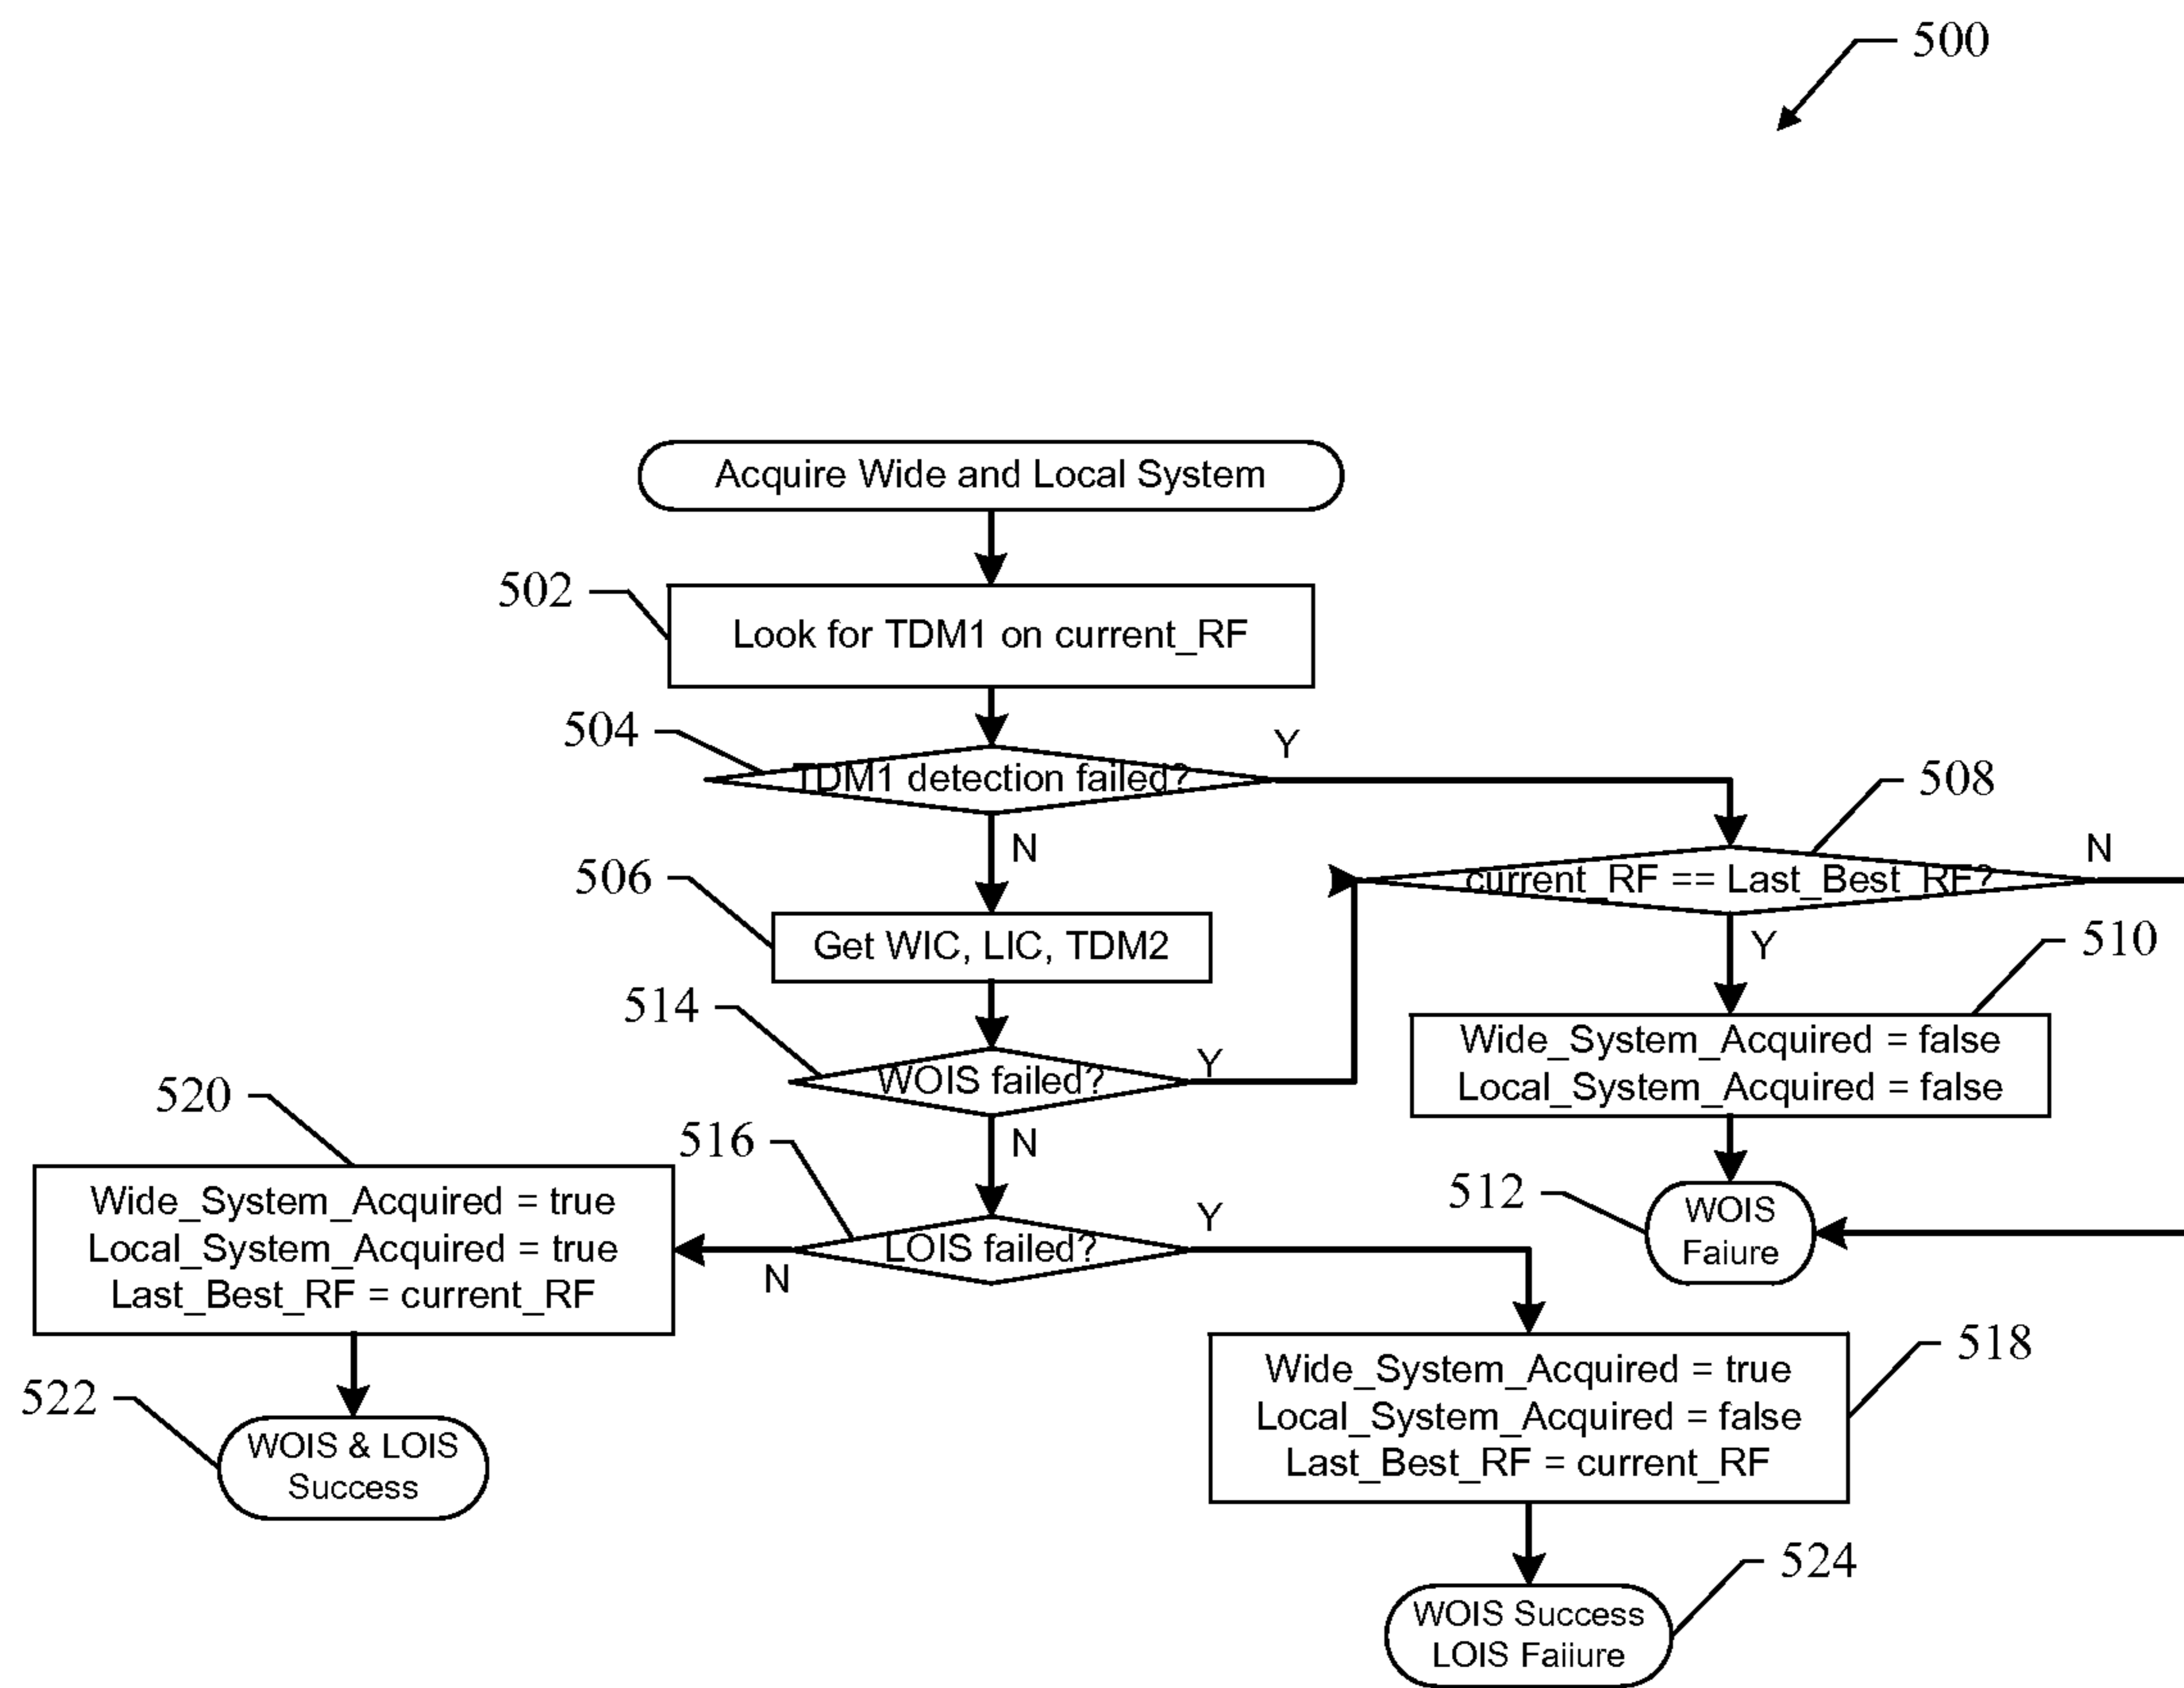 500
Acquire Wide and Local System
502
Look for TDM1 on current_RF
504
TDM1 detection failed?
Y
N
508
current_RF == Last_Best_RF?
N
Y
506
Get WIC, LIC, TDM2
510
Wide_System_Acquired = false
Local_System_Acquired = false
514
WOIS failed?
Y
N
512
WOIS
Faiure
516
LOIS failed?
Y
N
520
Wide_System_Acquired = true
Local_System_Acquired = true
Last_Best_RF = current_RF
518
Wide_System_Acquired = true
Local_System_Acquired = false
Last_Best_RF = current_RF
522
WOIS & LOIS
Success
524
WOIS Success
LOIS Faiiure